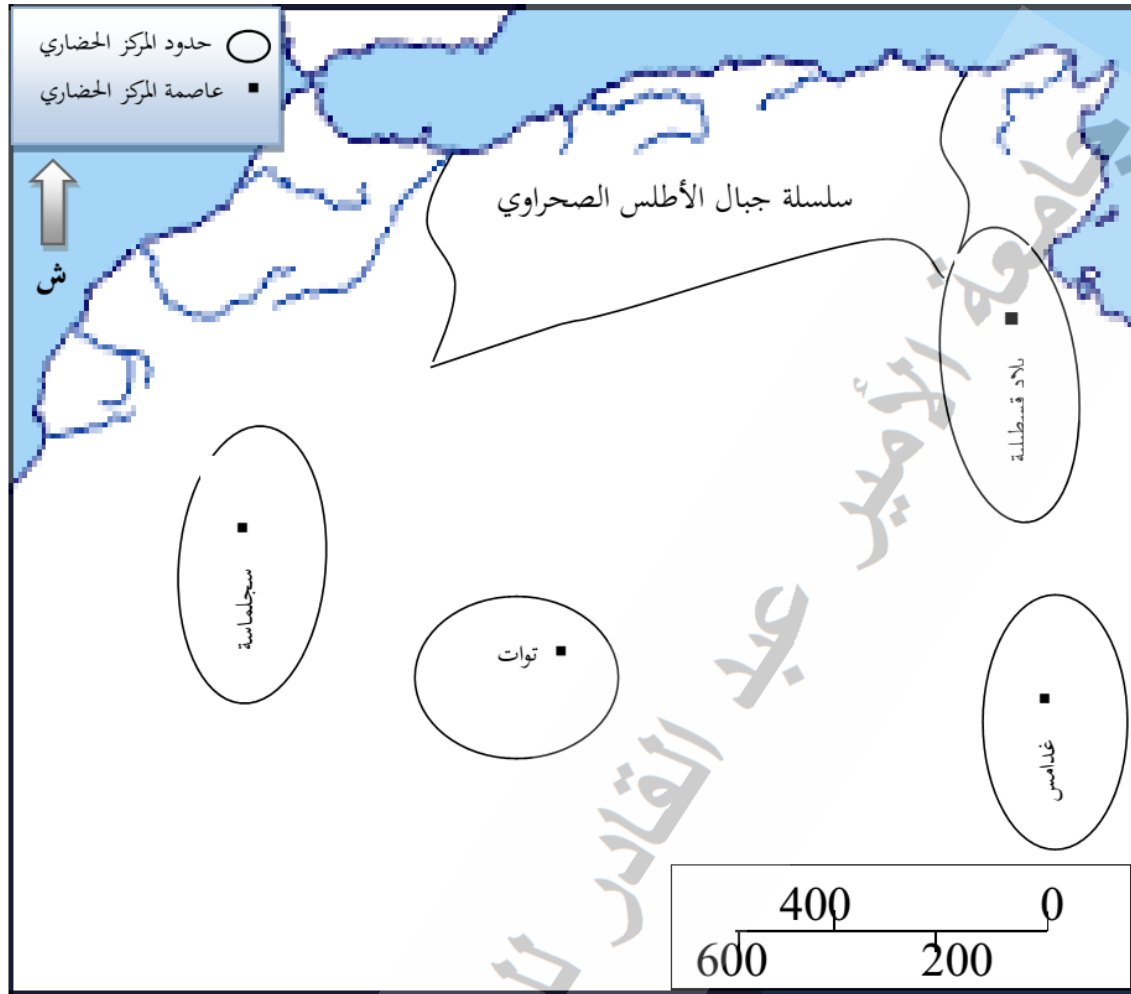 حدود المركز الحضاري
عاصمة المركز الحضاري
ش
سلسلة جبال الأطلس الصحراوي
بلاد قسطيلية
سجلماسة
توات
غدامس
400 0
600 200
جامعة الأمير عبد القادر